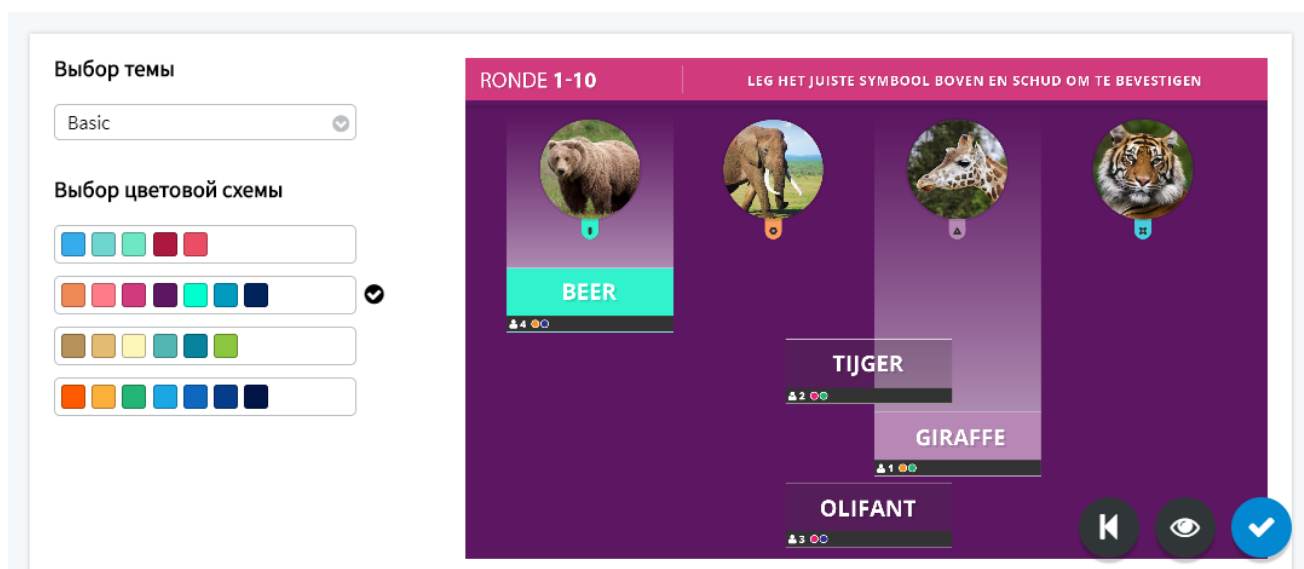 Выбор темы
Basic
Выбор цветовой схемы
RONDE 1-10
LEG HET JUISTE SYMBOOL BOVEN EN SCHUD OM TE BEVESTIGEN
BEER
4
TIJGER
2
GIRAFFE
1
OLIFANT
3